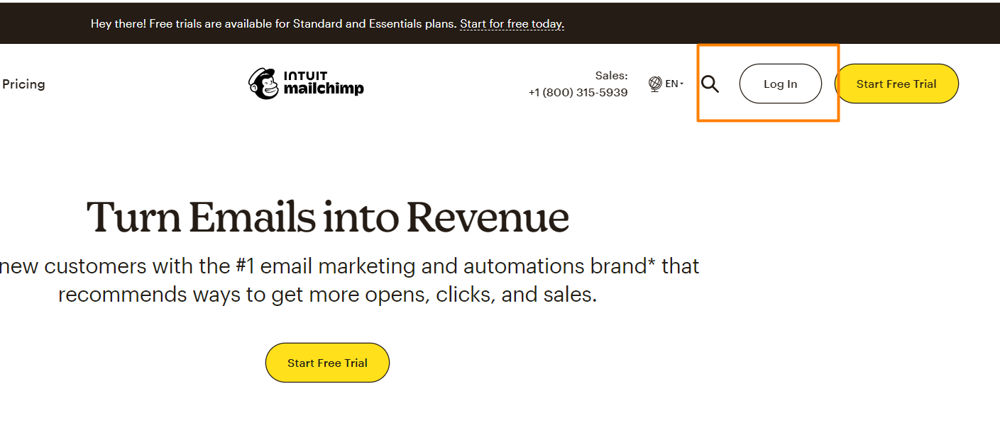 Hey there! Free trials are available for Standard and Essentials plans. Start for free today.
Pricing
INTUIT
mailchimp
Sales:
+1 (800) 315-5939
EN
Log In
Start Free Trial
Turn Emails into Revenue
new customers with the #1 email marketing and automations brand* that
recommends ways to get more opens, clicks, and sales.
Start Free Trial